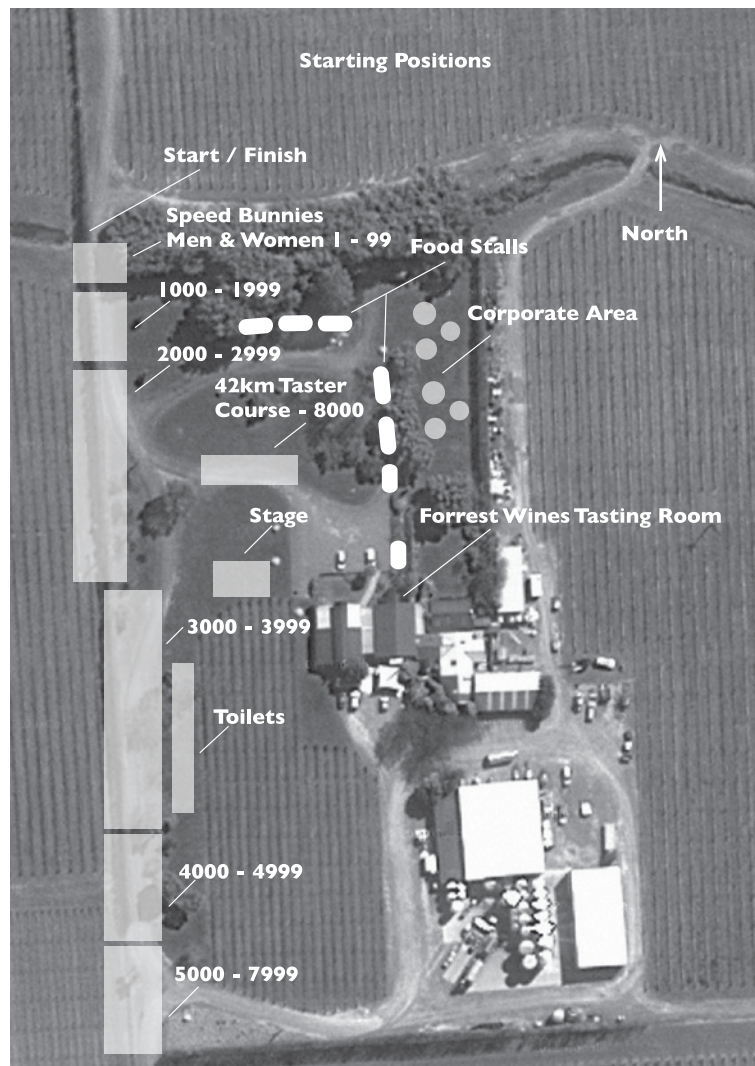 Starting Positions
Start / Finish
Speed Bunnies
Men & Women 1 - 99
North
Food Stalls
1000 - 1999
Corporate Area
2000 - 2999
42km Taster
Course - 8000
Stage
Forrest Wines Tasting Room
3000 - 3999
Toilets
4000 - 4999
5000 - 7999